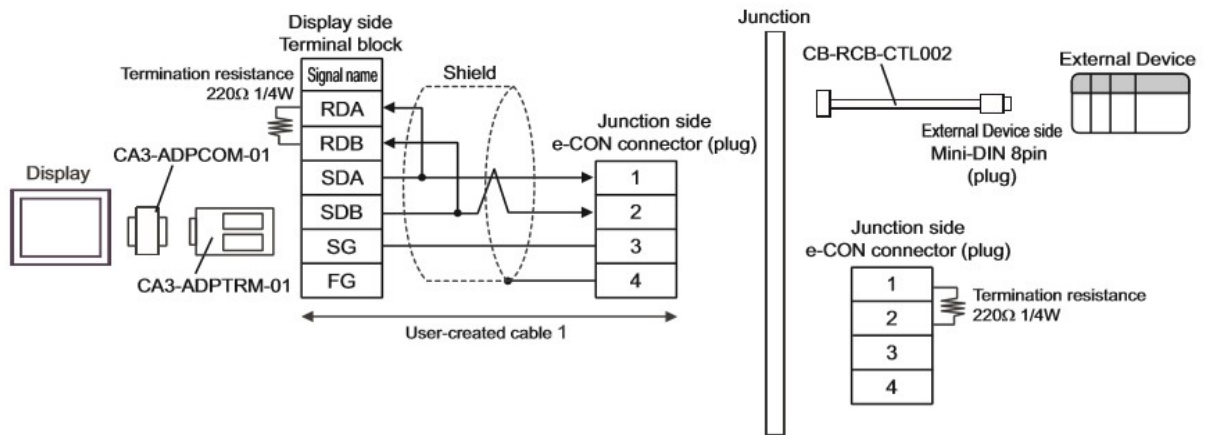 Display
CA3-ADPCOM-01
CA3-ADPTRM-01
Termination resistance
220Ω 1/4W
Display side
Terminal block
Signal name
RDA
RDB
SDA
SDB
SG
FG
Shield
User-created cable 1
Junction side
e-CON connector (plug)
1
2
3
4
Junction
CB-RCB-CTL002
External Device side
Mini-DIN 8pin
(plug)
External Device
Junction side
e-CON connector (plug)
1
2
3
4
Termination resistance
220Ω 1/4W